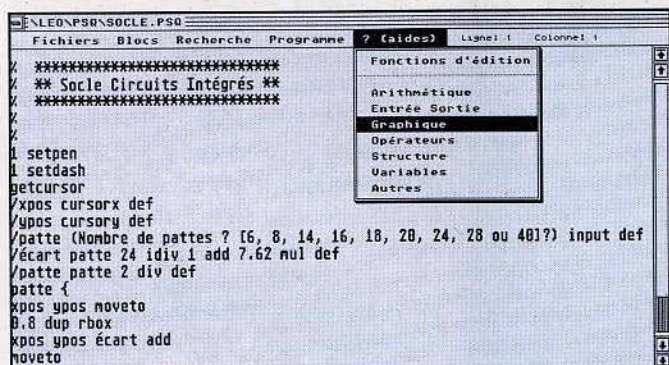 E:\LEO\PSQ\SOCLE.PSQ
Fichiers Blocs Recherche Programme ? (aides) Ligne: 1 Colonne: 1
Fonctions d'édition
Arithmétique
Entrée Sortie
Graphique
Opérateurs
Structure
Variables
Autres
% *****************************
% ** Socle Circuits Intégrés **
% *****************************
%
%
1 setpen
1 setdash
getcursor
/xpos cursorx def
/ypos cursory def
/patte (Nombre de pattes ? [6, 8, 14, 16, 18, 20, 24, 28 ou 40]?) input def
/écart patte 24 idiv 1 add 7.62 mul def
/patte patte 2 div def
patte {
xpos ypos moveto
0.8 dup rbox
xpos ypos écart add
moveto